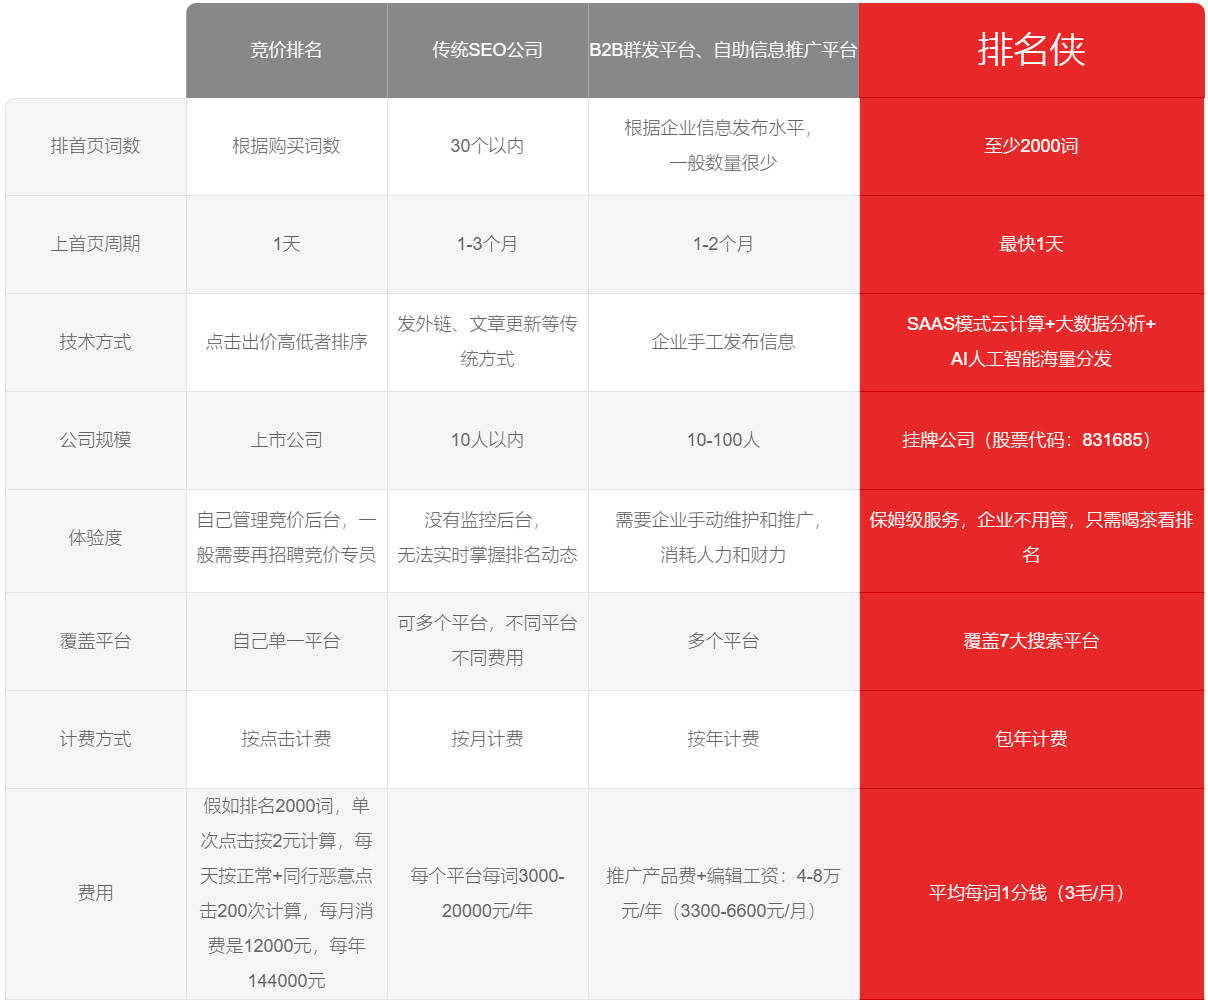 竞价排名
传统SEO公司
B2B群发平台、自助信息推广平台
排名侠
排首页词数
根据购买词数
30个以内
根据企业信息发布水平，
一般数量很少
至少2000词
上首页周期
1天
1-3个月
1-2个月
最快1天
技术方式
点击出价高低者排序
发外链、文章更新等传
统方式
企业手工发布信息
SAAS模式云计算+大数据分析+
AI人工智能海量分发
公司规模
上市公司
10人以内
10-100人
挂牌公司（股票代码：831685）
体验度
自己管理竞价后台，一
般需要再招聘竞价专员
没有监控后台，
无法实时掌握排名动态
需要企业手动维护和推广，
消耗人力和财力
保姆级服务，企业不用管，只需喝茶看排
名
覆盖平台
自己单一平台
可多个平台，不同平台
不同费用
多个平台
覆盖7大搜索平台
计费方式
按点击计费
按月计费
按年计费
包年计费
费用
假如排名2000词，单
次点击按2元计算，每
天按正常+同行恶意点
击200次计算，每月消
费是12000元，每年
144000元
每个平台每词3000-
20000元/年
推广产品费+编辑工资：4-8万
元/年（3300-6600元/月）
平均每词1分钱（3毛/月）